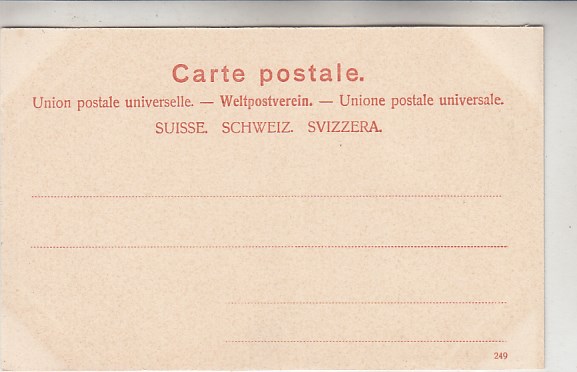 Carte postale.
Union postale universelle. — Weltpostverein. — Unione postale universale.
SUISSE. SCHWEIZ. SVIZZERA.
249